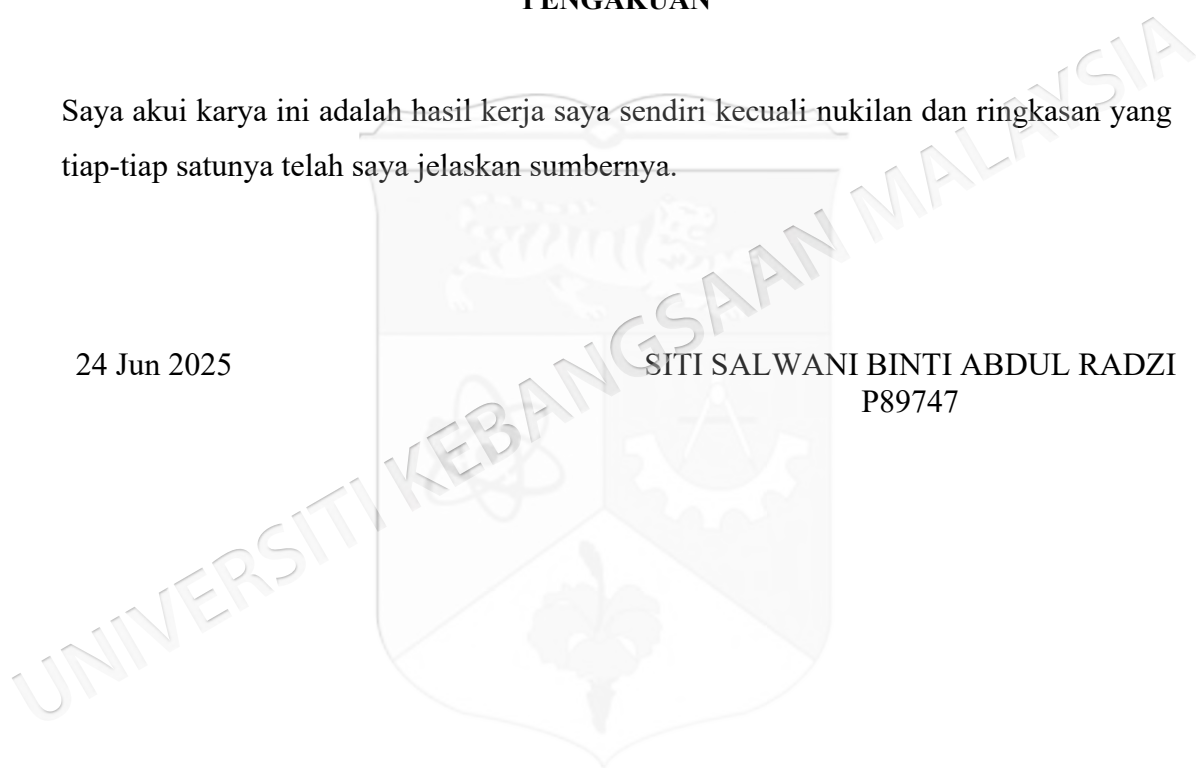 PENGAKUAN
Saya akui karya ini adalah hasil kerja saya sendiri kecuali nukilan dan ringkasan yang
tiap-tiap satunya telah saya jelaskan sumbernya.
24 Jun 2025
SITI SALWANI BINTI ABDUL RADZI
P89747
UNIVERSITI KEBANGSAAN MALAYSIA